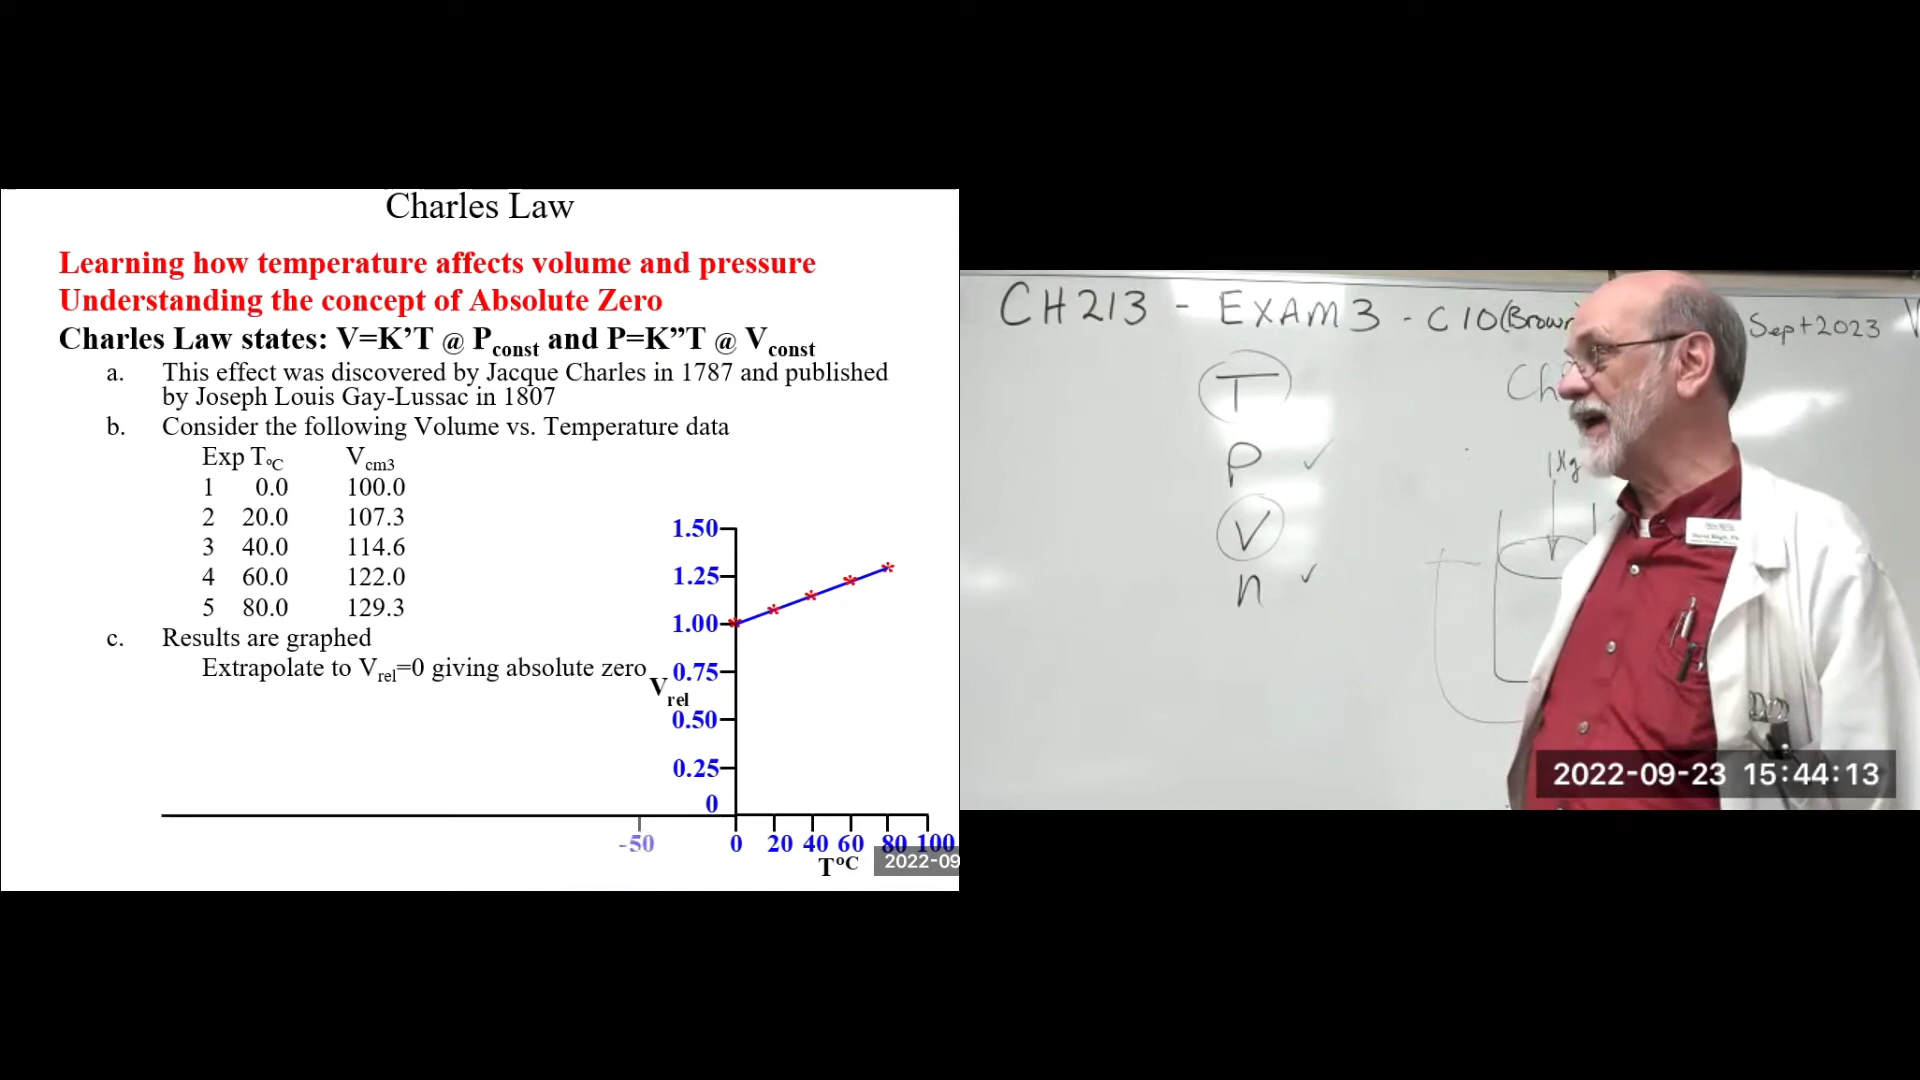 Charles Law
Learning how temperature affects volume and pressure
Understanding the concept of Absolute Zero
Charles Law states: V=K’T @ Pconst and P=K”T @ Vconst
a. This effect was discovered by Jacque Charles in 1787 and published
by Joseph Louis Gay-Lussac in 1807
b. Consider the following Volume vs. Temperature data
Exp T°C Vcm3
1 0.0 100.0
2 20.0 107.3
3 40.0 114.6
4 60.0 122.0
5 80.0 129.3
c. Results are graphed
Extrapolate to Vrel=0 giving absolute zero
1.50
1.25
1.00
0.75
Vrel
0.50
0.25
0
-50 0 20 40 60 80 100
T°C
2022-09
CH213 - EXAM 3 - C10(Brown) Sept 2023
T
P ✓
V
n ✓
1Kg
2022-09-23 15:44:13